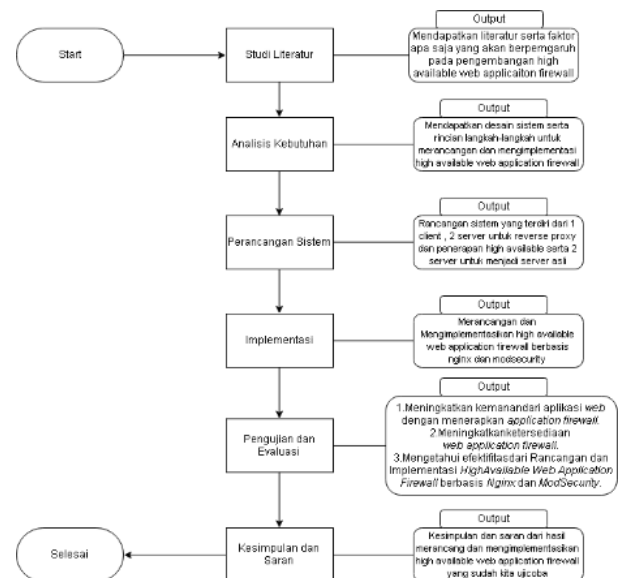 Start
Studi Literatur
Output
Mendapatkan literatur serta faktor
apa saja yang akan berperngaruh
pada pengembangan high
available web applicaiton firewall
Analisis Kebutuhan
Output
Mendapatkan desain sistem serta
rincian langkah-langkah untuk
merancangan dan mengimplementasi
high available web application firewall
Perancangan Sistem
Output
Rancangan sistem yang terdiri dari 1
client , 2 server untuk reverse proxy
dan penerapan high available serta 2
server untuk menjadi server asli
Implementasi
Output
Merancangan dan
Mengimplementasikan high available
web application firewall berbasis
nginx dan modsecurity
Pengujian dan
Evaluasi
Output
1.Meningkatkan kemanandari aplikasi web
dengan menerapkan application firewall.
2.Meningkatkanketersediaan
web application firewall.
3.Mengetahui efektifitasdari Rancangan dan
Implementasi HighAvailable Web Application
Firewall berbasis Nginx dan ModSecurity.
Selesai
Kesimpulan dan
Saran
Output
Kesimpulan dan saran dari hasil
merancang dan mengimplementasikan
high available web application firewall
yang sudah kita ujicoba